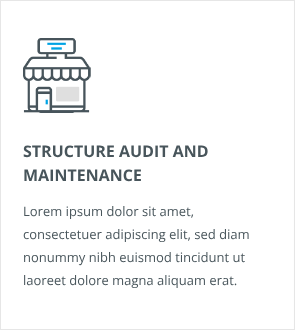 STRUCTURE AUDIT AND
MAINTENANCE
Lorem ipsum dolor sit amet,
consectetuer adipiscing elit, sed diam
nonummy nibh euismod tincidunt ut
laoreet dolore magna aliquam erat.